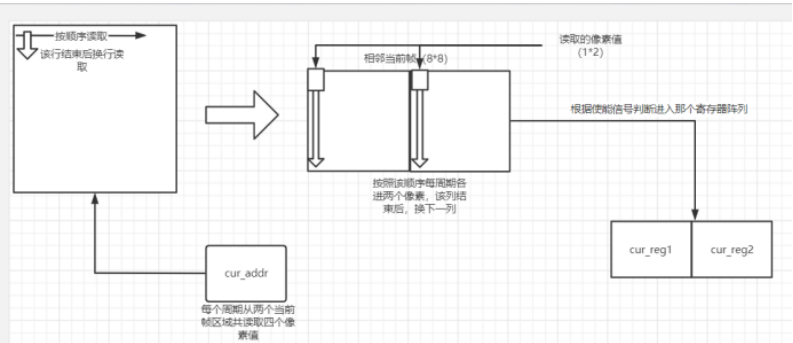 按顺序读取
该行结束后换行读
取
读取的像素值
(1*2)
相邻当前帧 (8*8)
根据使能信号判断进入那个寄存器阵列
按照该顺序每周期各
进两个像素，该列结
束后，换下一列
cur_reg1
cur_reg2
cur_addr
每个周期从两个当前
帧区域共读取四个像
素值